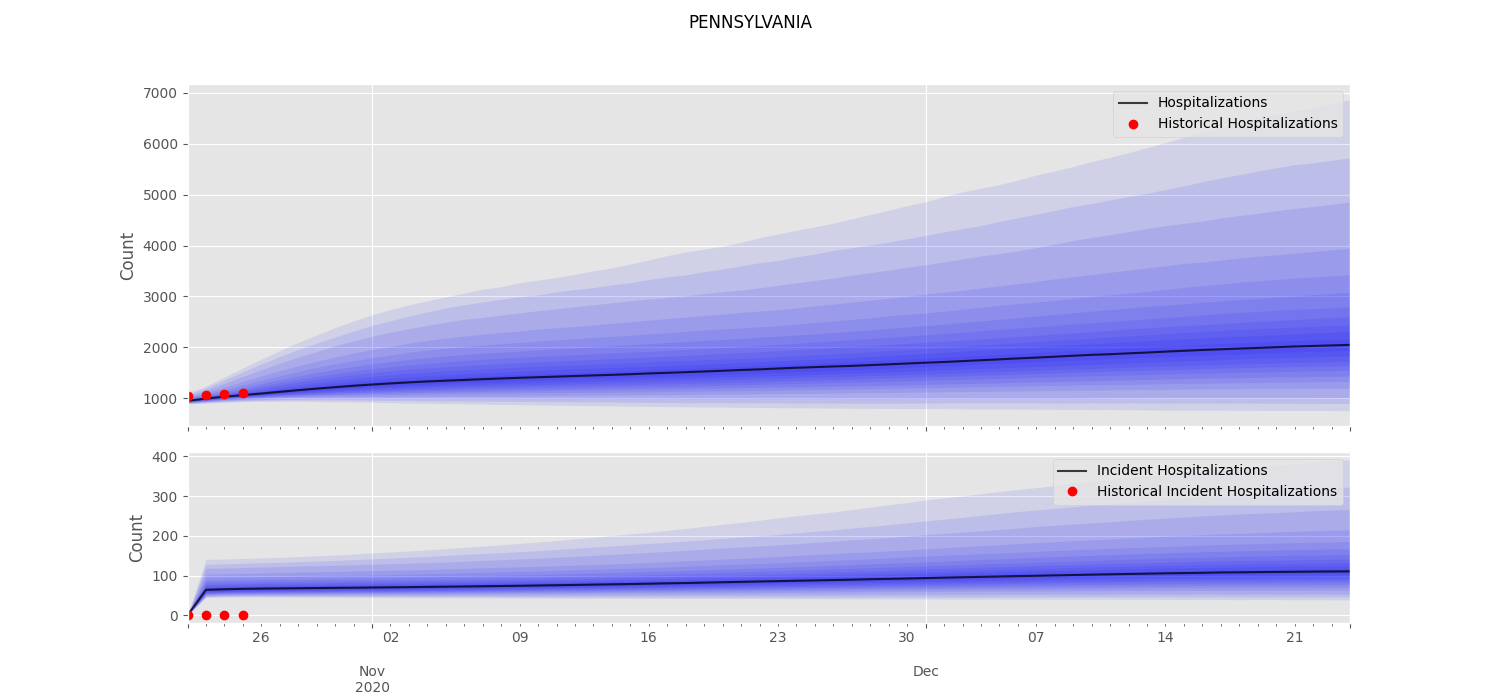 PENNSYLVANIA
7000
6000
5000
4000
3000
2000
1000
Count
Hospitalizations
Historical Hospitalizations
400
300
200
100
0
Count
Incident Hospitalizations
Historical Incident Hospitalizations
26 02 09 16 23 30 07 14 21
Nov Dec
2020